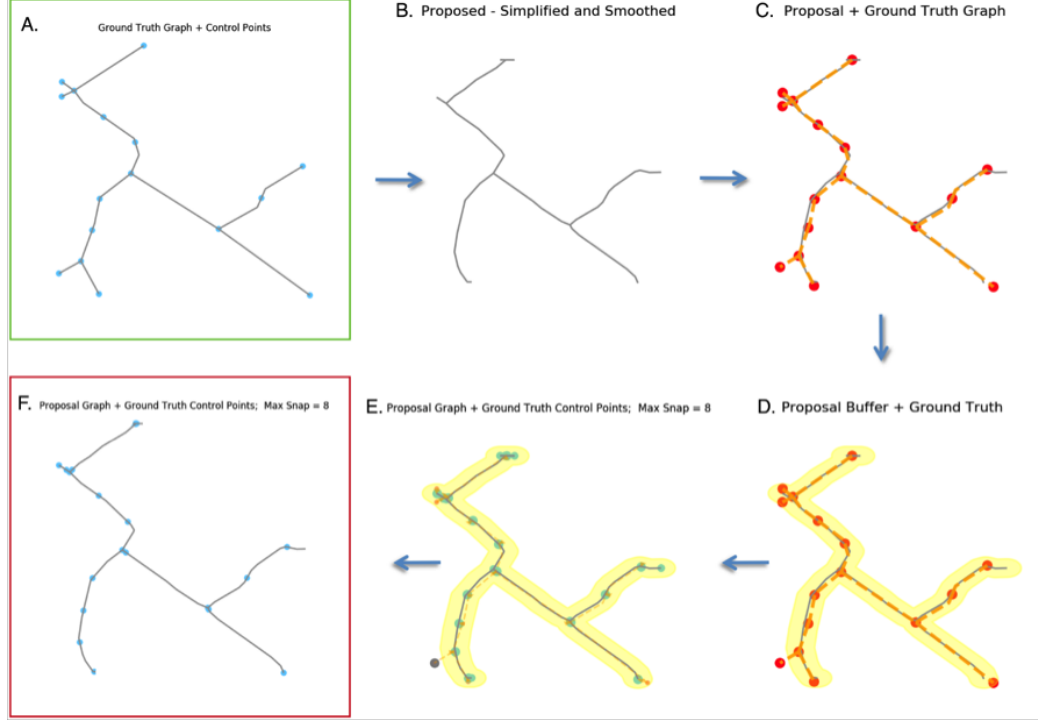 A.
Ground Truth Graph + Control Points
B. Proposed - Simplified and Smoothed
C. Proposal + Ground Truth Graph
F. Proposal Graph + Ground Truth Control Points; Max Snap = 8
E. Proposal Graph + Ground Truth Control Points; Max Snap = 8
D. Proposal Buffer + Ground Truth